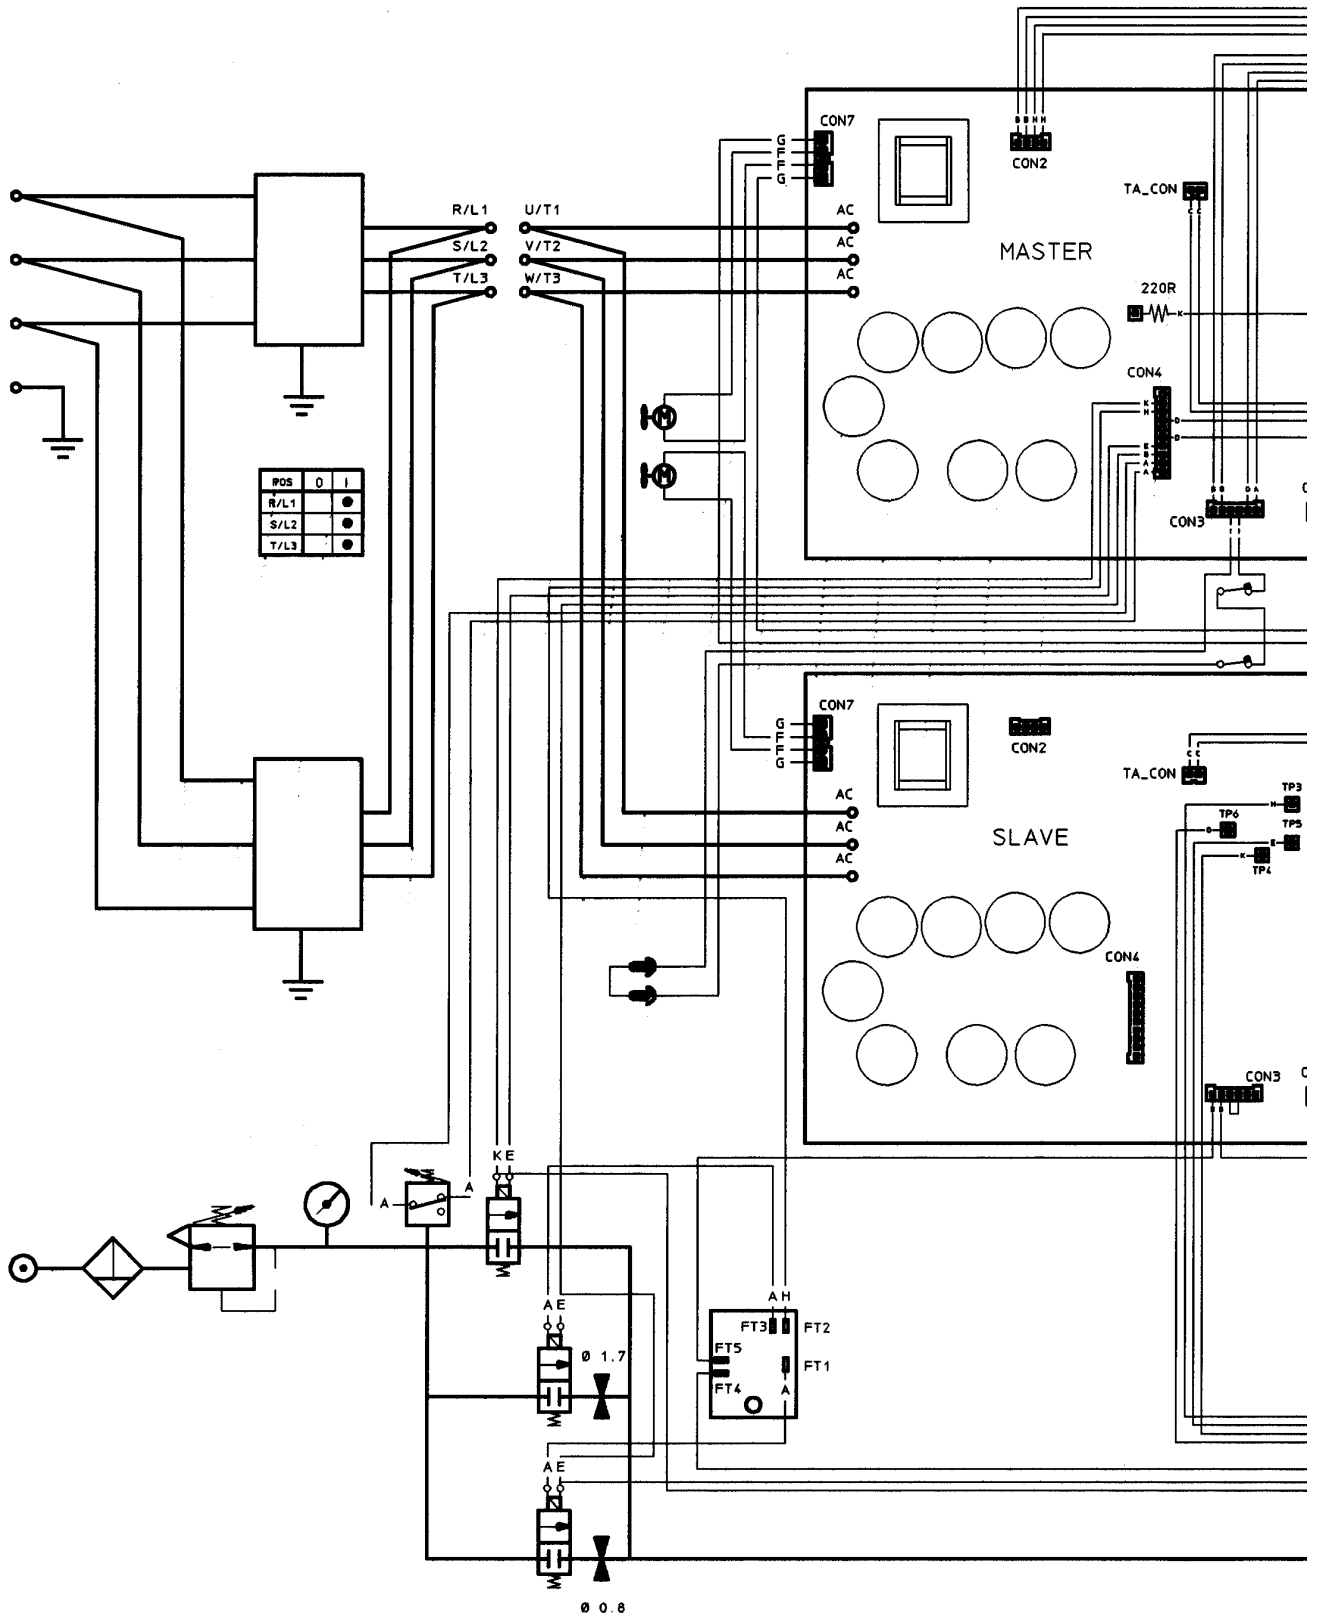 B B H H
CON7
CON2
G
F
F
G
TA_CON
C C
R/L1 U/T1 AC
S/L2 V/T2 AC
T/L3 W/T3 AC
MASTER
220R
K
CON4
K
H
D
D
E
B
A
A
POS 0 1
R/L1
S/L2
T/L3
B B D A
CON3
CON7
G
F
F
G
CON2
C C
TA_CON
AC
AC
AC
SLAVE
TP3
H
TP6
D
TP5
E
K
TP4
CON4
CON3
B B
K E
A A
A H
A E
FT3 FT2
Ø 1.7
FT5
FT1
FT4
A
A E
Ø 0.8